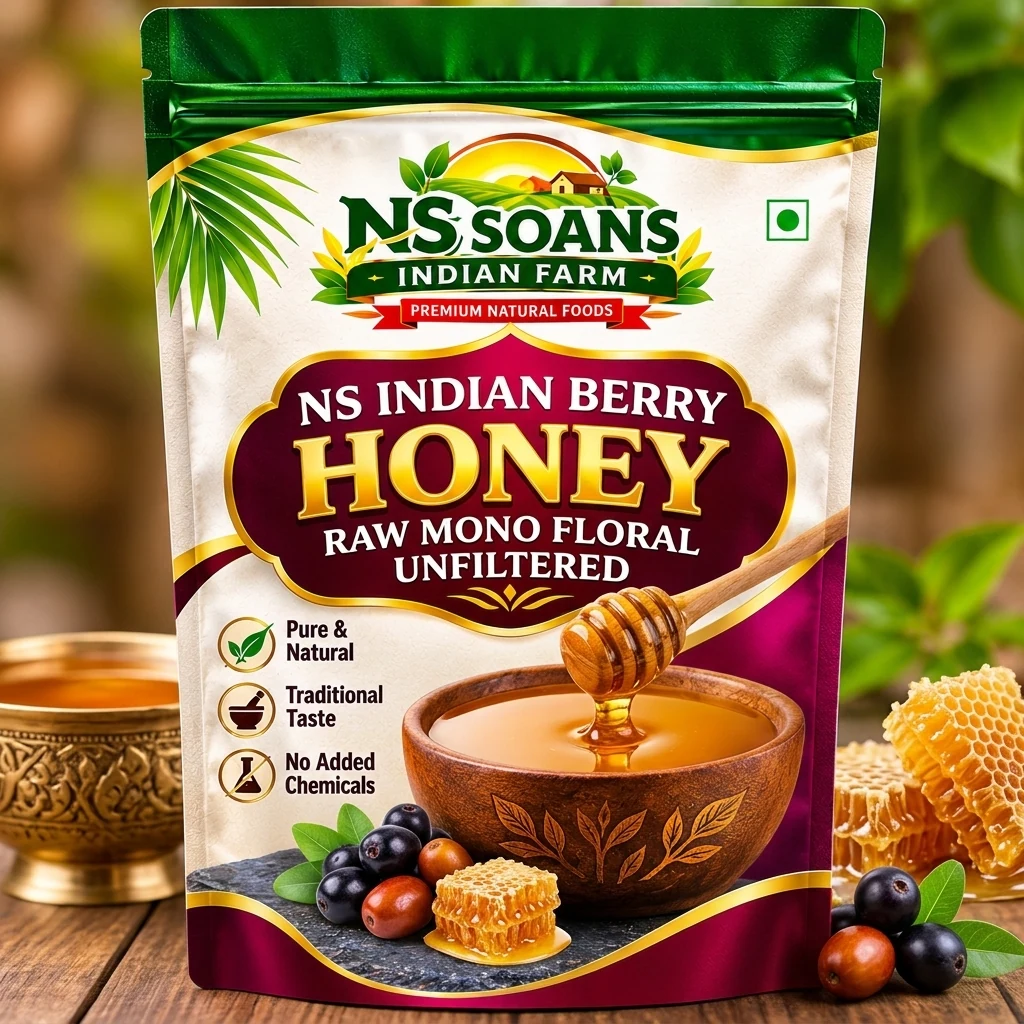 NS SOANS
INDIAN FARM
PREMIUM NATURAL FOODS
NS INDIAN BERRY
HONEY
RAW MONO FLORAL
UNFILTERED
Pure &
Natural
Traditional
Taste
No Added
Chemicals